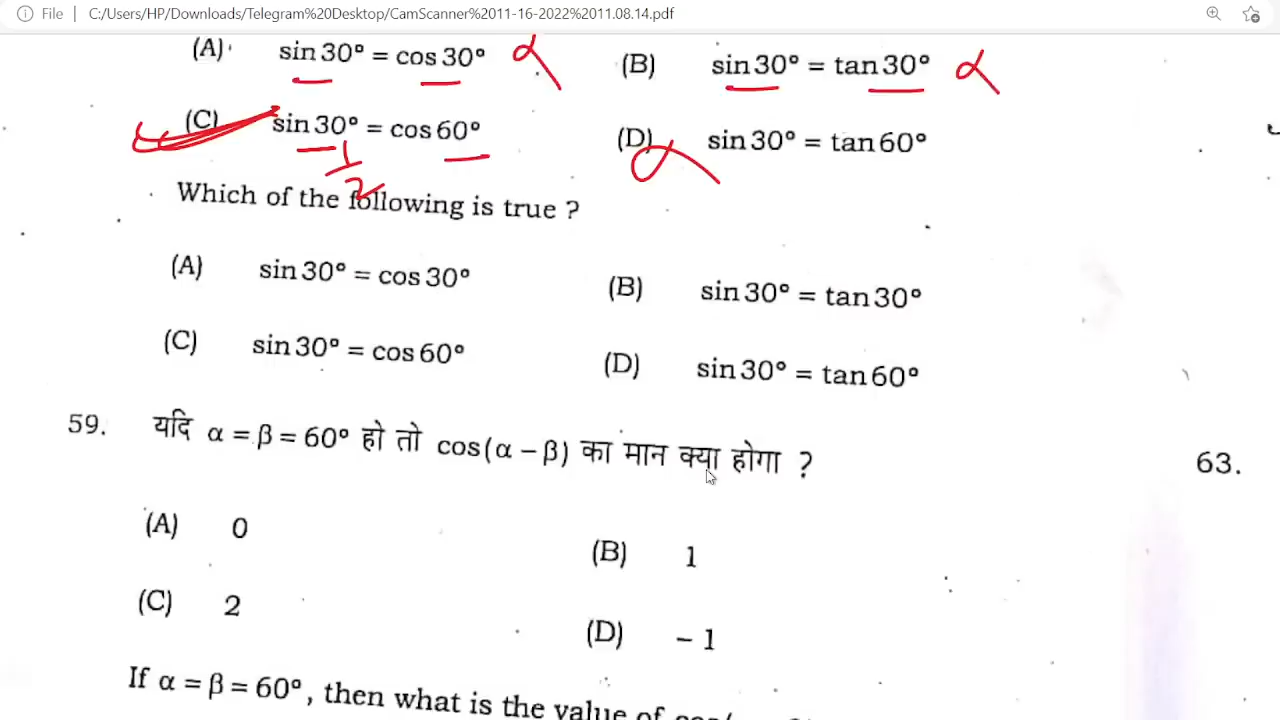 File | C:/Users/HP/Downloads/Telegram%20Desktop/CamScanner%2011-16-2022%2011.08.14.pdf
(A) sin 30° = cos 30° (B) sin 30° = tan 30°
(C) sin 30° = cos 60° (D) sin 30° = tan 60°
1/2
Which of the following is true ?
(A) sin 30° = cos 30° (B) sin 30° = tan 30°
(C) sin 30° = cos 60° (D) sin 30° = tan 60°
59. यदि α = β = 60° हो तो cos(α – β) का मान क्या होगा ?
63.
(A) 0 (B) 1
(C) 2 (D) – 1
If α = β = 60°, then what is the value of